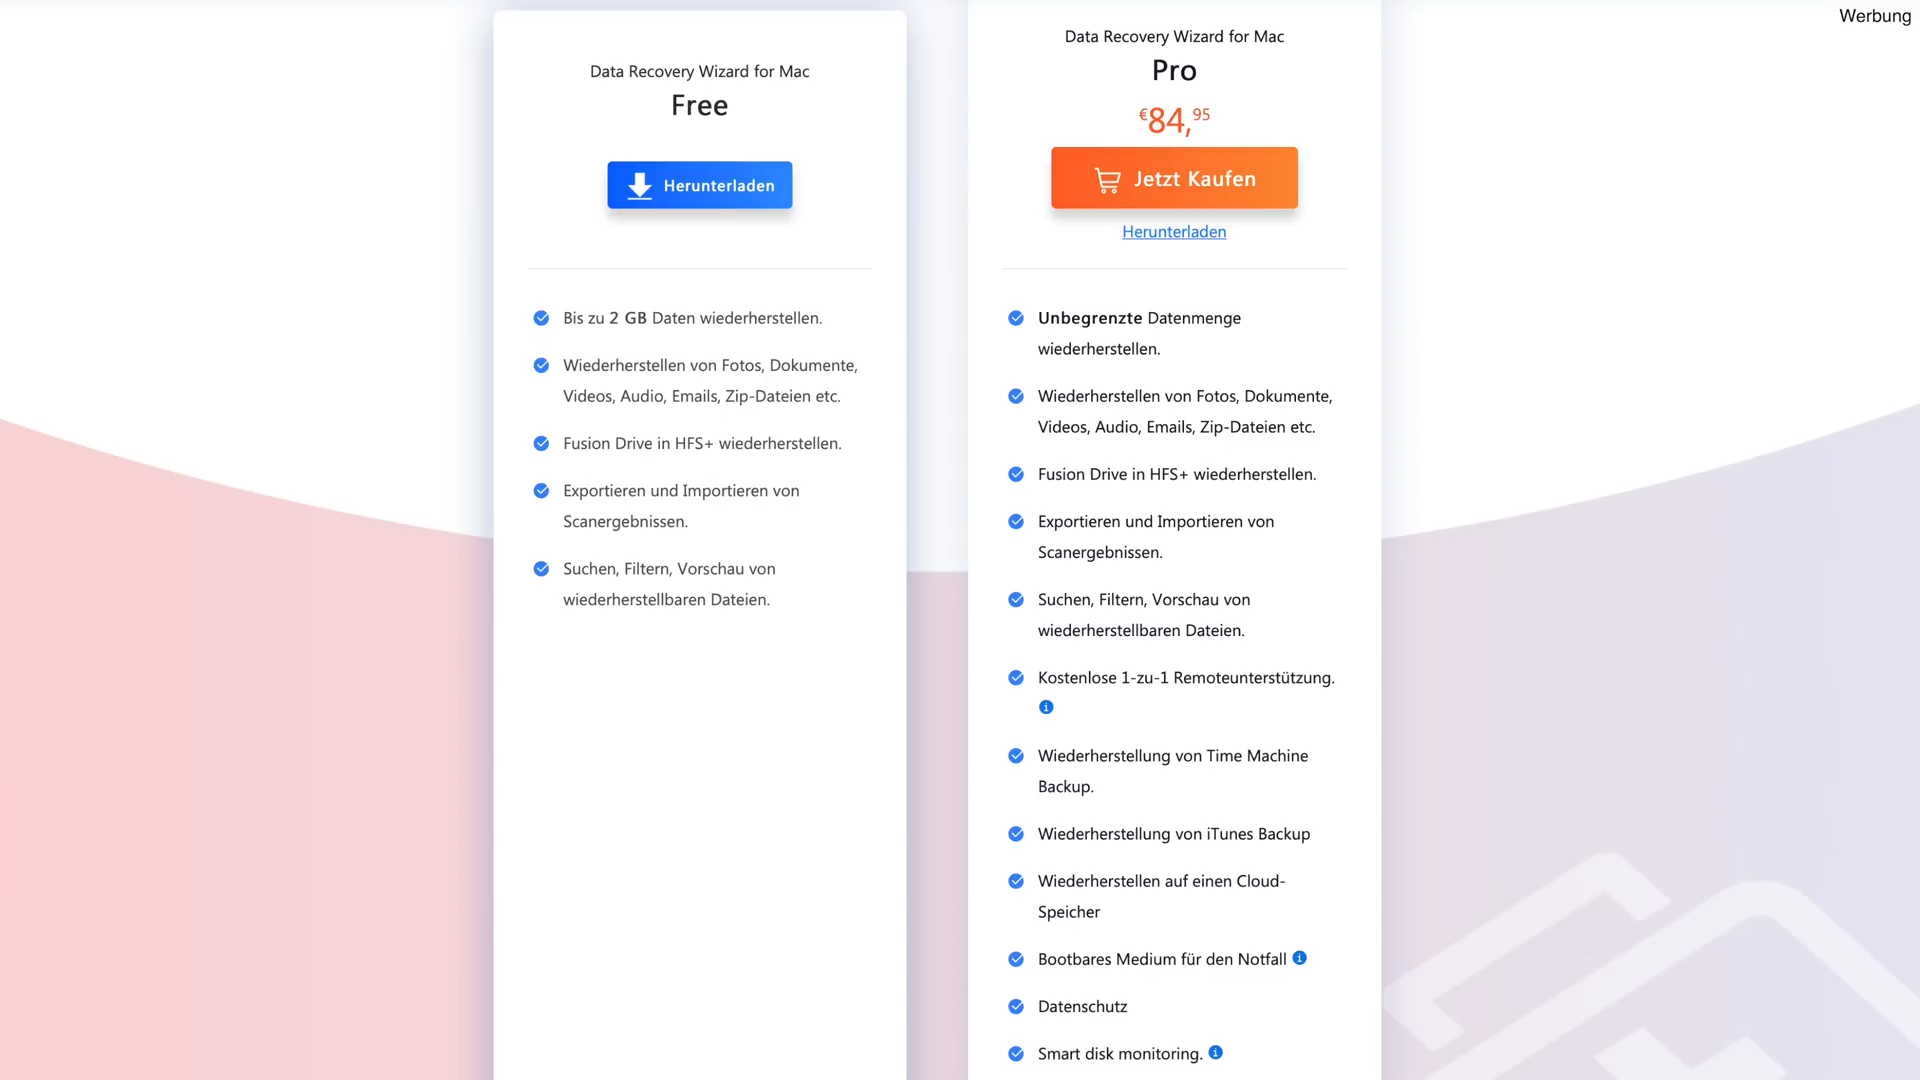 Werbung
Data Recovery Wizard for Mac
Free
Herunterladen
Bis zu 2 GB Daten wiederherstellen.
Wiederherstellen von Fotos, Dokumente,
Videos, Audio, Emails, Zip-Dateien etc.
Fusion Drive in HFS+ wiederherstellen.
Exportieren und Importieren von
Scanergebnissen.
Suchen, Filtern, Vorschau von
wiederherstellbaren Dateien.
Data Recovery Wizard for Mac
Pro
€84,95
Jetzt Kaufen
Herunterladen
Unbegrenzte Datenmenge
wiederherstellen.
Wiederherstellen von Fotos, Dokumente,
Videos, Audio, Emails, Zip-Dateien etc.
Fusion Drive in HFS+ wiederherstellen.
Exportieren und Importieren von
Scanergebnissen.
Suchen, Filtern, Vorschau von
wiederherstellbaren Dateien.
Kostenlose 1-zu-1 Remoteunterstützung.
Wiederherstellung von Time Machine
Backup.
Wiederherstellung von iTunes Backup
Wiederherstellen auf einen Cloud-
Speicher
Bootbares Medium für den Notfall
Datenschutz
Smart disk monitoring.